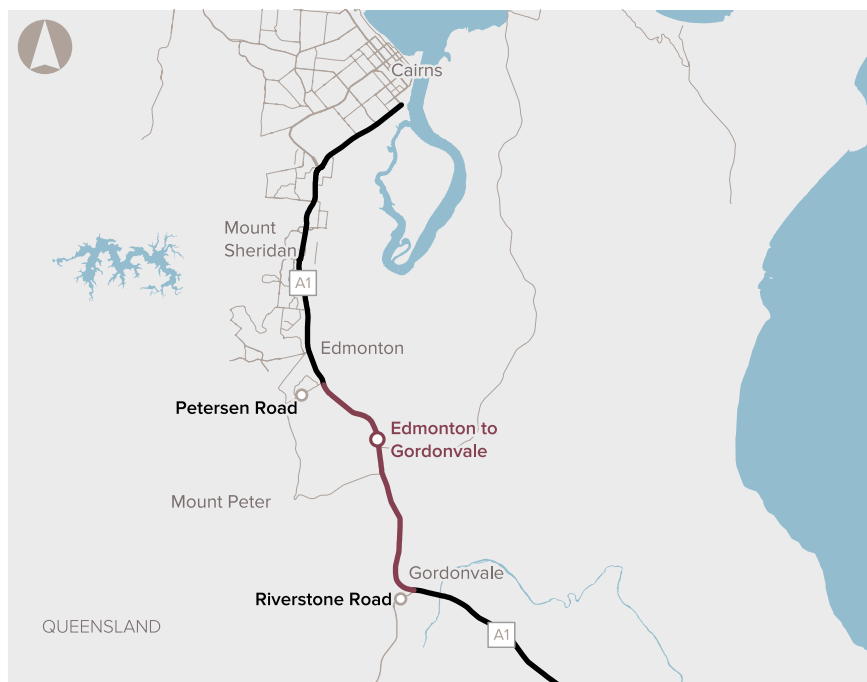 Cairns
Mount
Sheridan
A1
Edmonton
Petersen Road
Edmonton to
Gordonvale
Mount Peter
Gordonvale
Riverstone Road
QUEENSLAND
A1